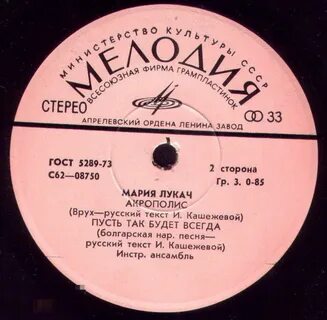 МИНИСТЕРСТВО КУЛЬТУРЫ СССР
МЕЛОДИЯ
ВСЕСОЮЗНАЯ ФИРМА ГРАМПЛАСТИНОК
СТЕРЕО
33
АПРЕЛЕВСКИЙ ОРДЕНА ЛЕНИНА ЗАВОД
ГОСТ 5289-73
2 сторона
С62—08750
Гр. 3. 0-85
МАРИЯ ЛУКАЧ
АКРОПОЛИС
(Врух—русский текст И. Кашежевой)
ПУСТЬ ТАК БУДЕТ ВСЕГДА
(болгарская нар. песня—
русский текст И. Кашежевой)
Инстр. ансамбль